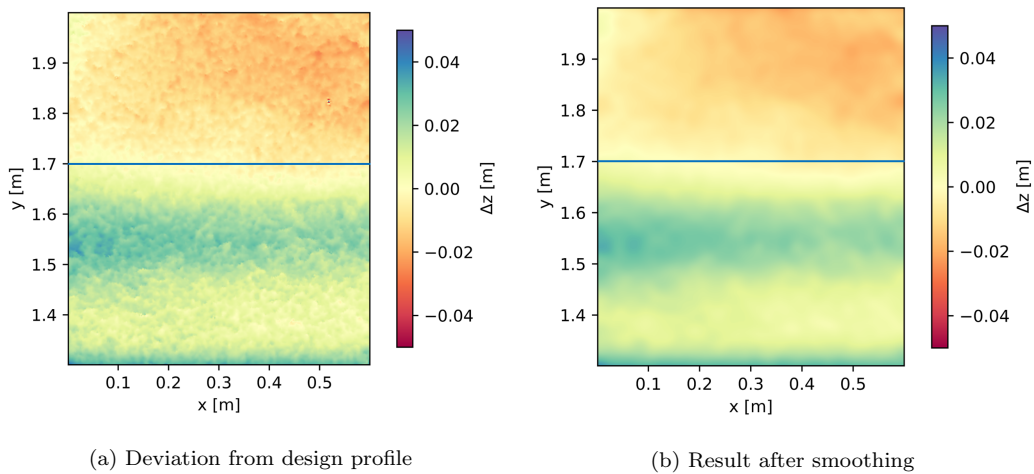 1.9
1.8
1.7
1.6
1.5
1.4
y [m]
0.1 0.2 0.3 0.4 0.5
x [m]
0.04
0.02
0.00
−0.02
−0.04
Δz [m]
1.9
1.8
1.7
1.6
1.5
1.4
y [m]
0.1 0.2 0.3 0.4 0.5
x [m]
0.04
0.02
0.00
−0.02
−0.04
Δz [m]
(a) Deviation from design profile
(b) Result after smoothing